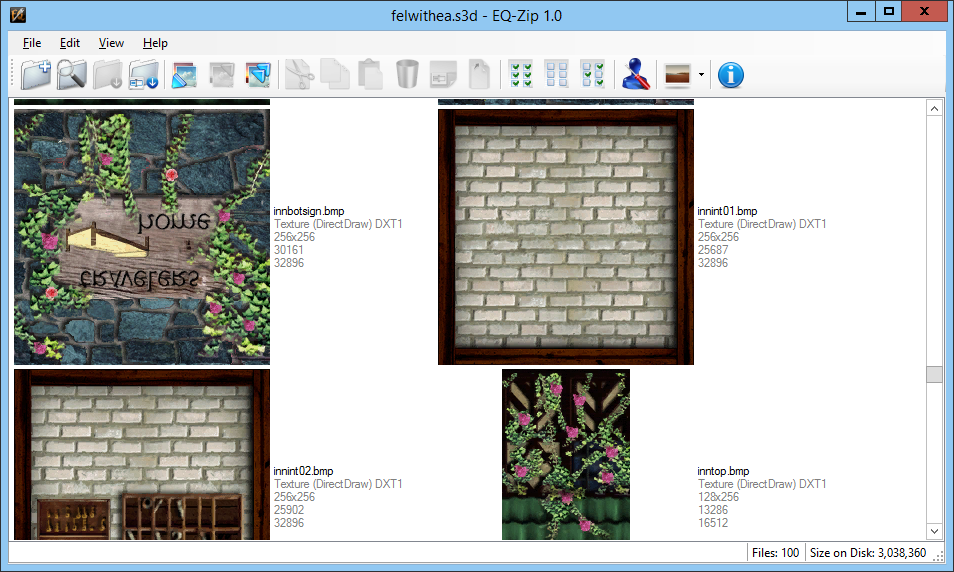 felwithea.s3d - EQ-Zip 1.0
File Edit View Help
home
travelers
innbotsign.bmp
Texture (DirectDraw) DXT1
256x256
30161
32896
innint01.bmp
Texture (DirectDraw) DXT1
256x256
25687
32896
innint02.bmp
Texture (DirectDraw) DXT1
256x256
25902
32896
inntop.bmp
Texture (DirectDraw) DXT1
128x256
13286
16512
Files: 100
Size on Disk: 3,038,360